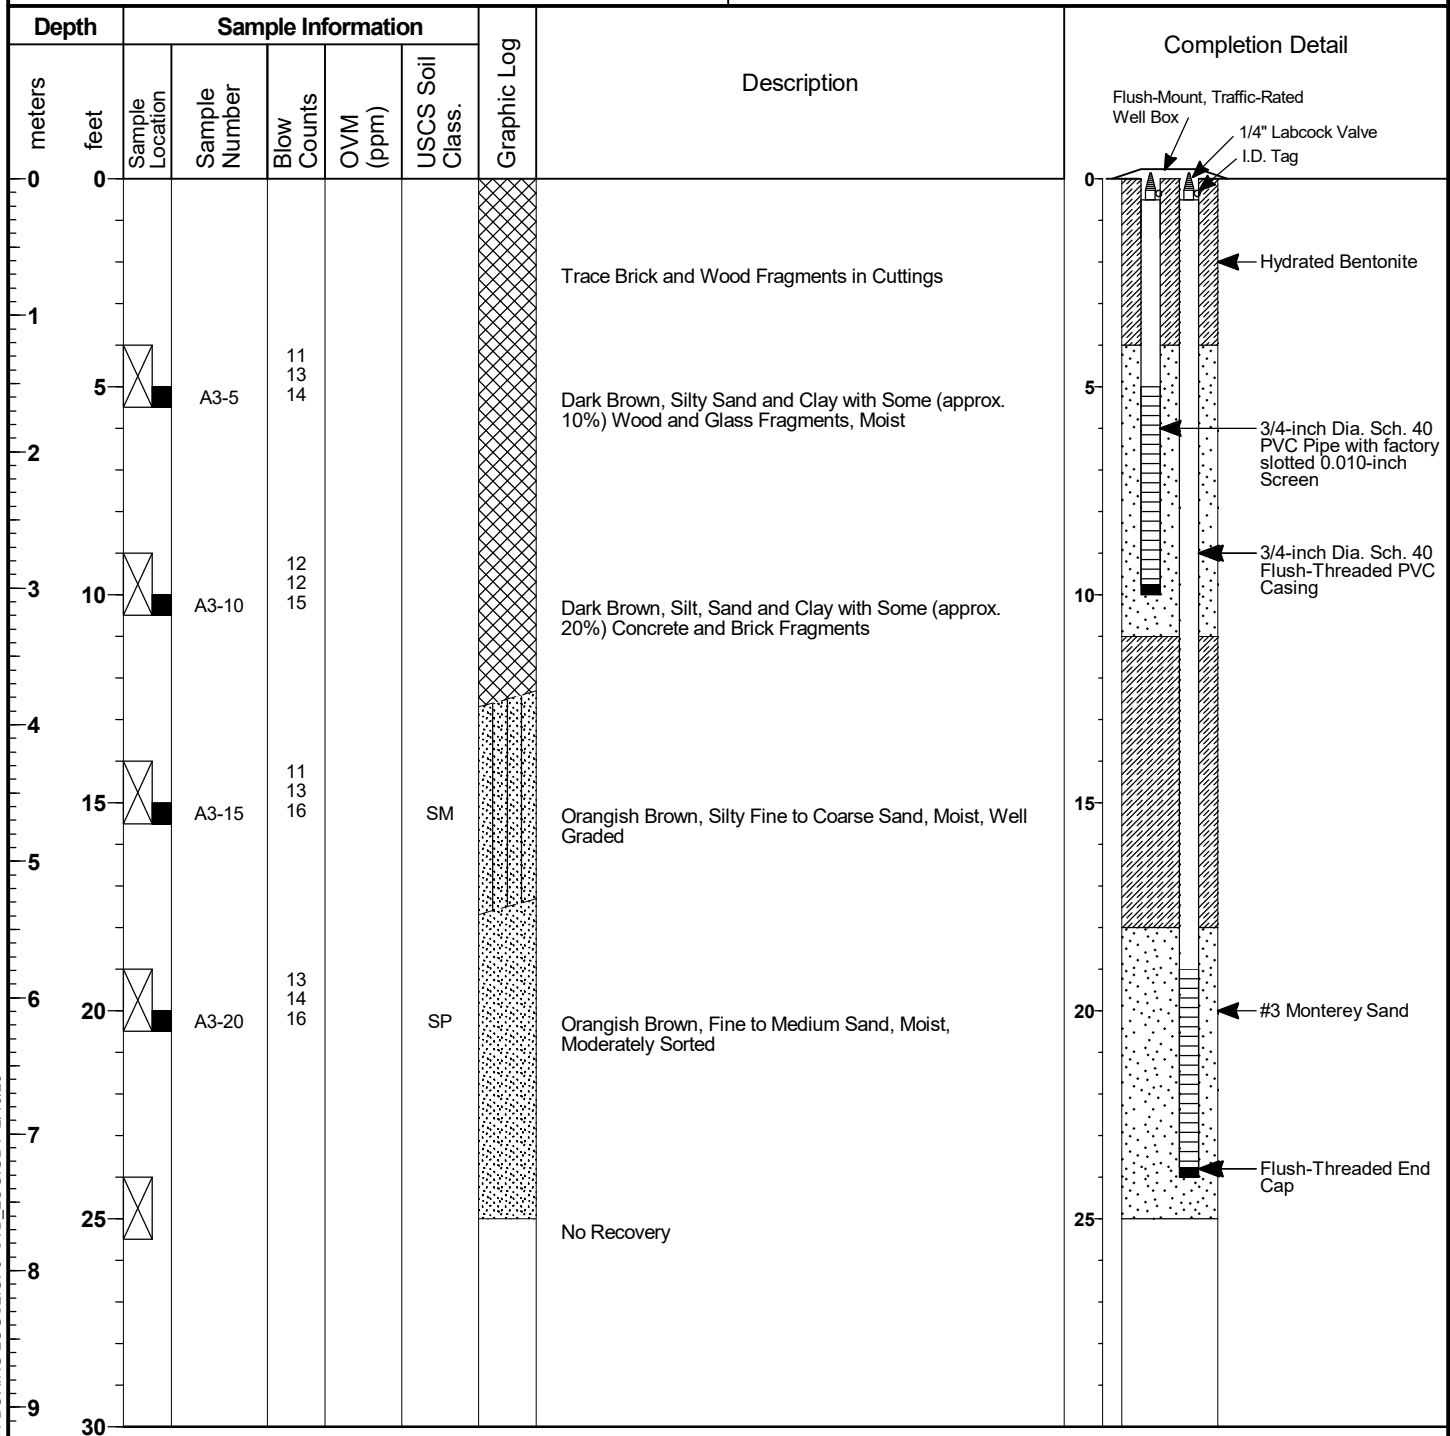 Depth
Sample Information
meters
feet
Sample
Location
Sample
Number
Blow
Counts
OVM
(ppm)
USCS Soil
Class.
Graphic Log
Description
Completion Detail
Flush-Mount, Traffic-Rated
Well Box
1/4" Labcock Valve
I.D. Tag
0
0
0
Trace Brick and Wood Fragments in Cuttings
Hydrated Bentonite
1
11
13
14
5
A3-5
Dark Brown, Silty Sand and Clay with Some (approx.
10%) Wood and Glass Fragments, Moist
5
3/4-inch Dia. Sch. 40
PVC Pipe with factory
slotted 0.010-inch
Screen
2
12
12
15
3
10
A3-10
Dark Brown, Silt, Sand and Clay with Some (approx.
20%) Concrete and Brick Fragments
3/4-inch Dia. Sch. 40
Flush-Threaded PVC
Casing
10
4
11
13
16
15
A3-15
SM
Orangish Brown, Silty Fine to Coarse Sand, Moist, Well
Graded
15
5
13
14
16
6
20
A3-20
SP
Orangish Brown, Fine to Medium Sand, Moist,
Moderately Sorted
20
#3 Monterey Sand
7
Flush-Threaded End
Cap
25
No Recovery
25
8
9
30